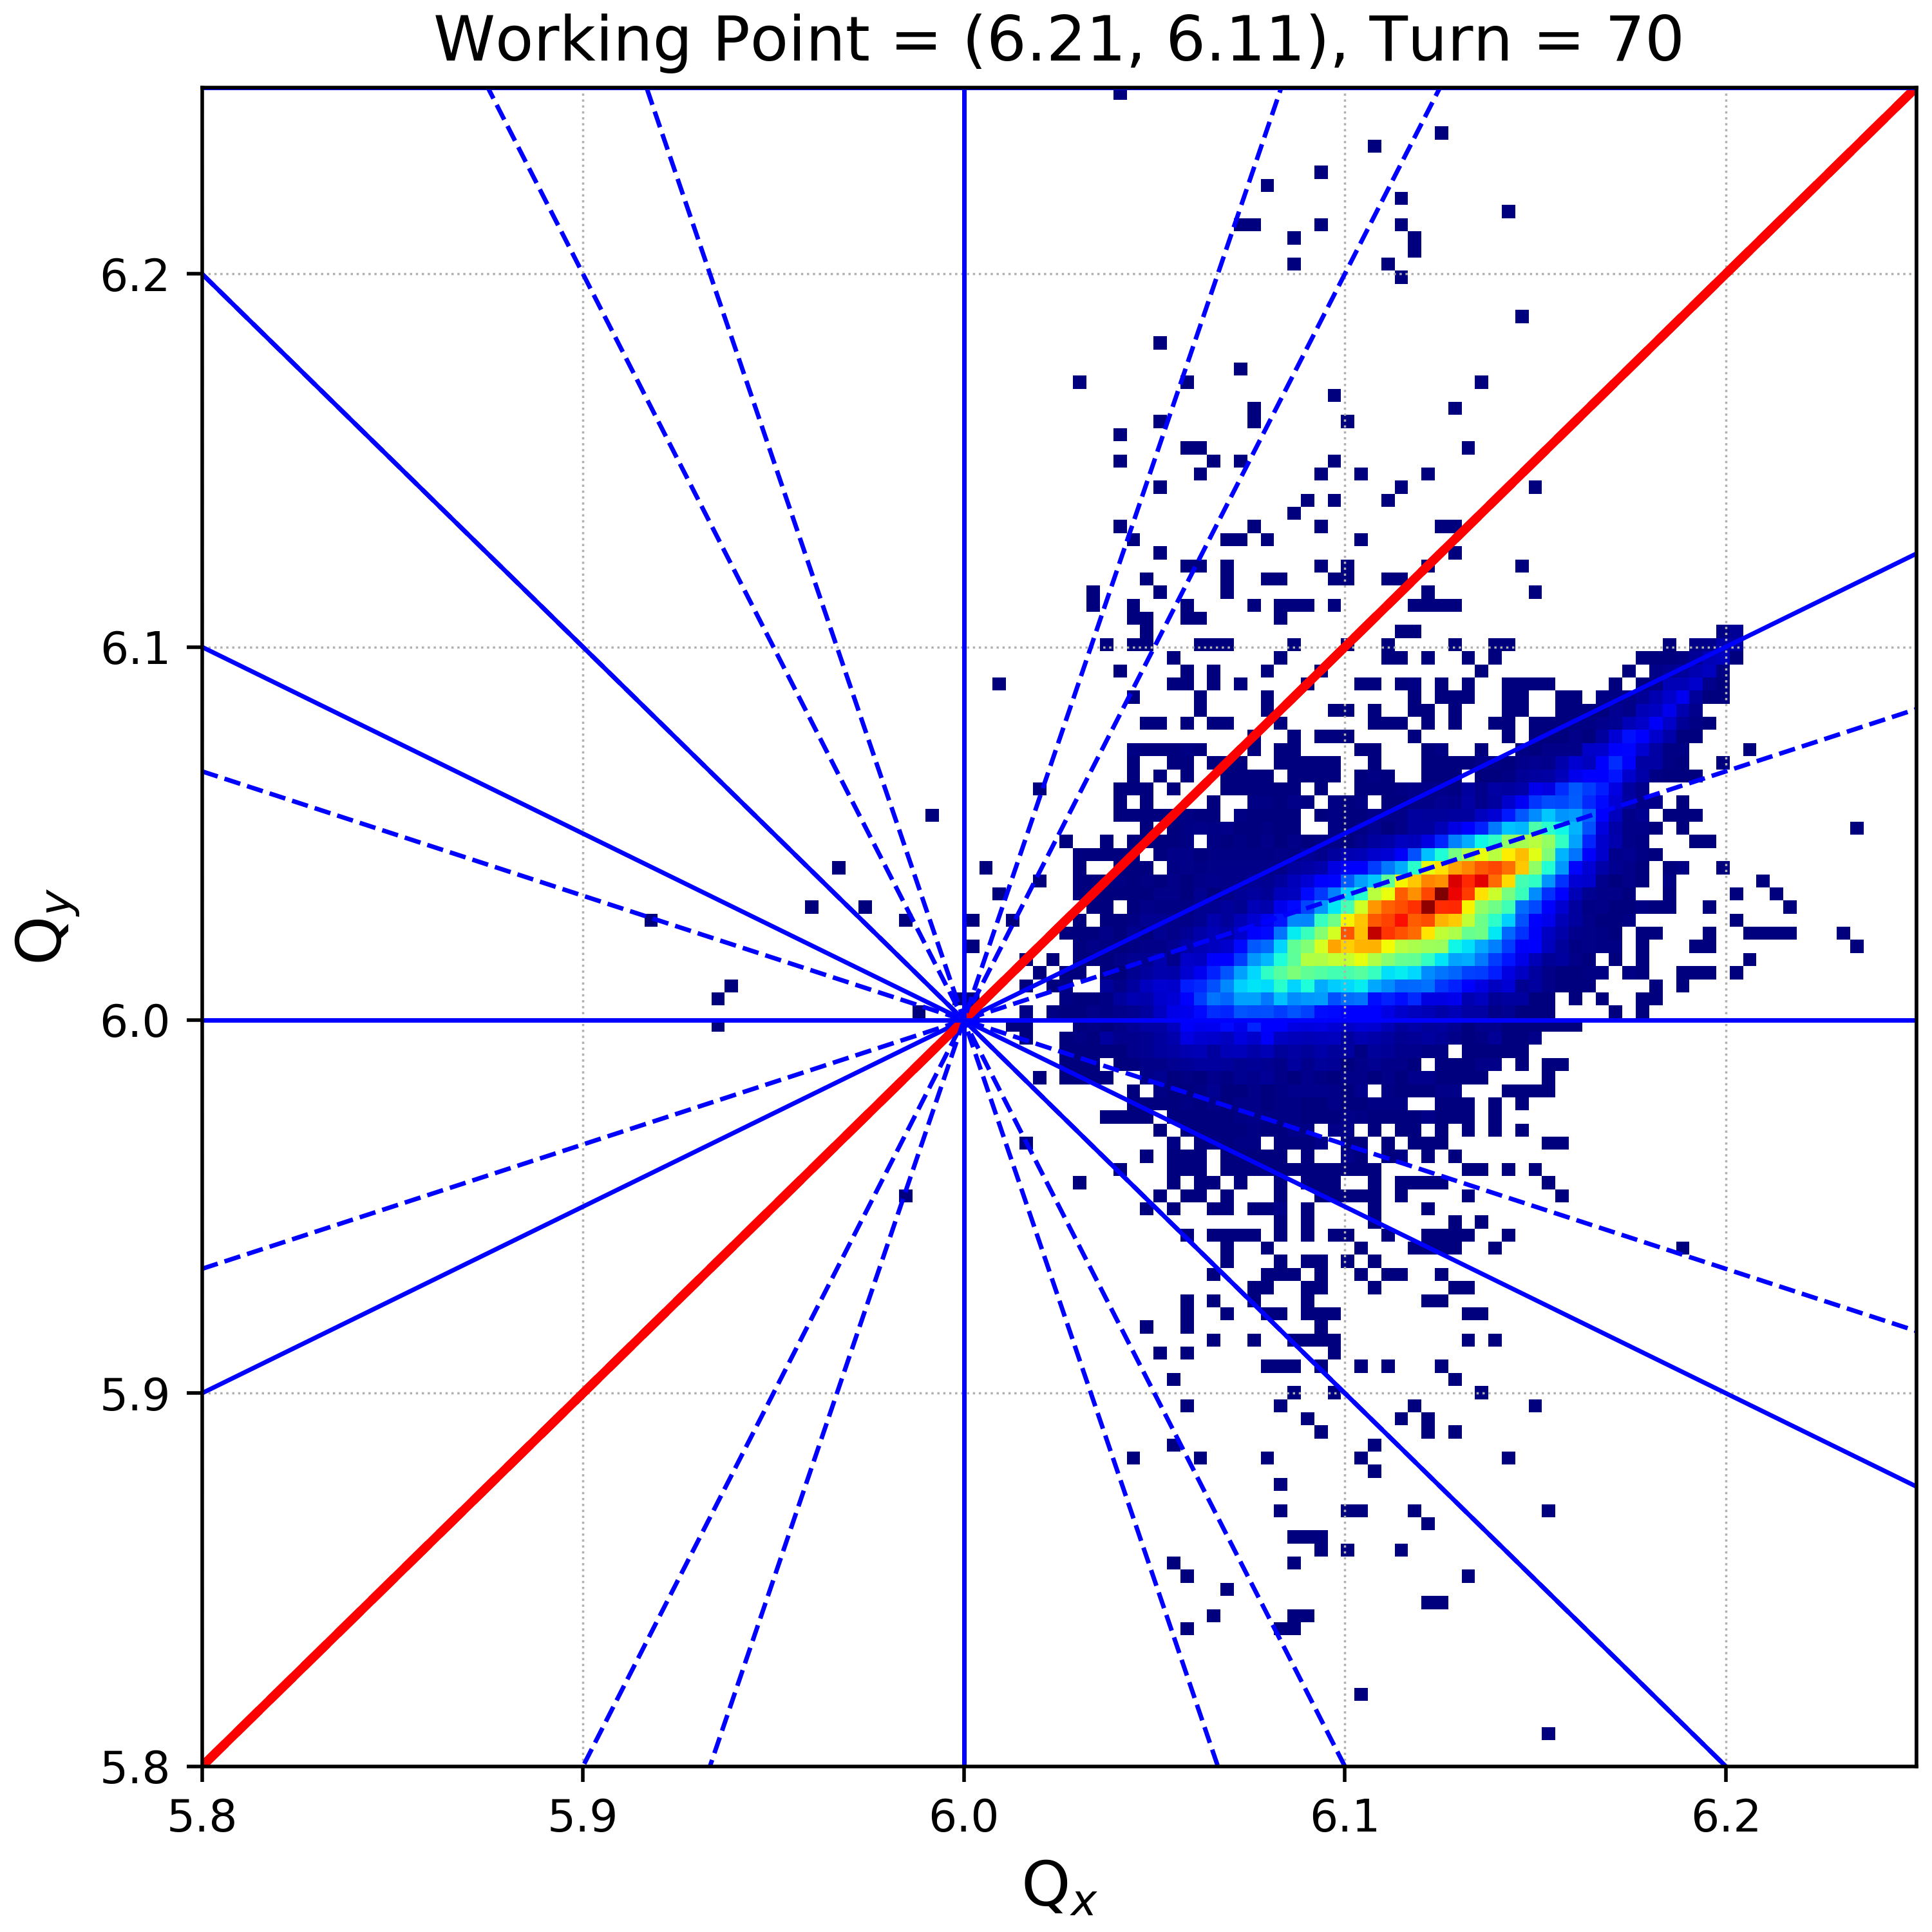 Working Point = (6.21, 6.11), Turn = 70
6.2
6.1
6.0
5.9
5.8
Qy
5.8 5.9 6.0 6.1 6.2
Qx